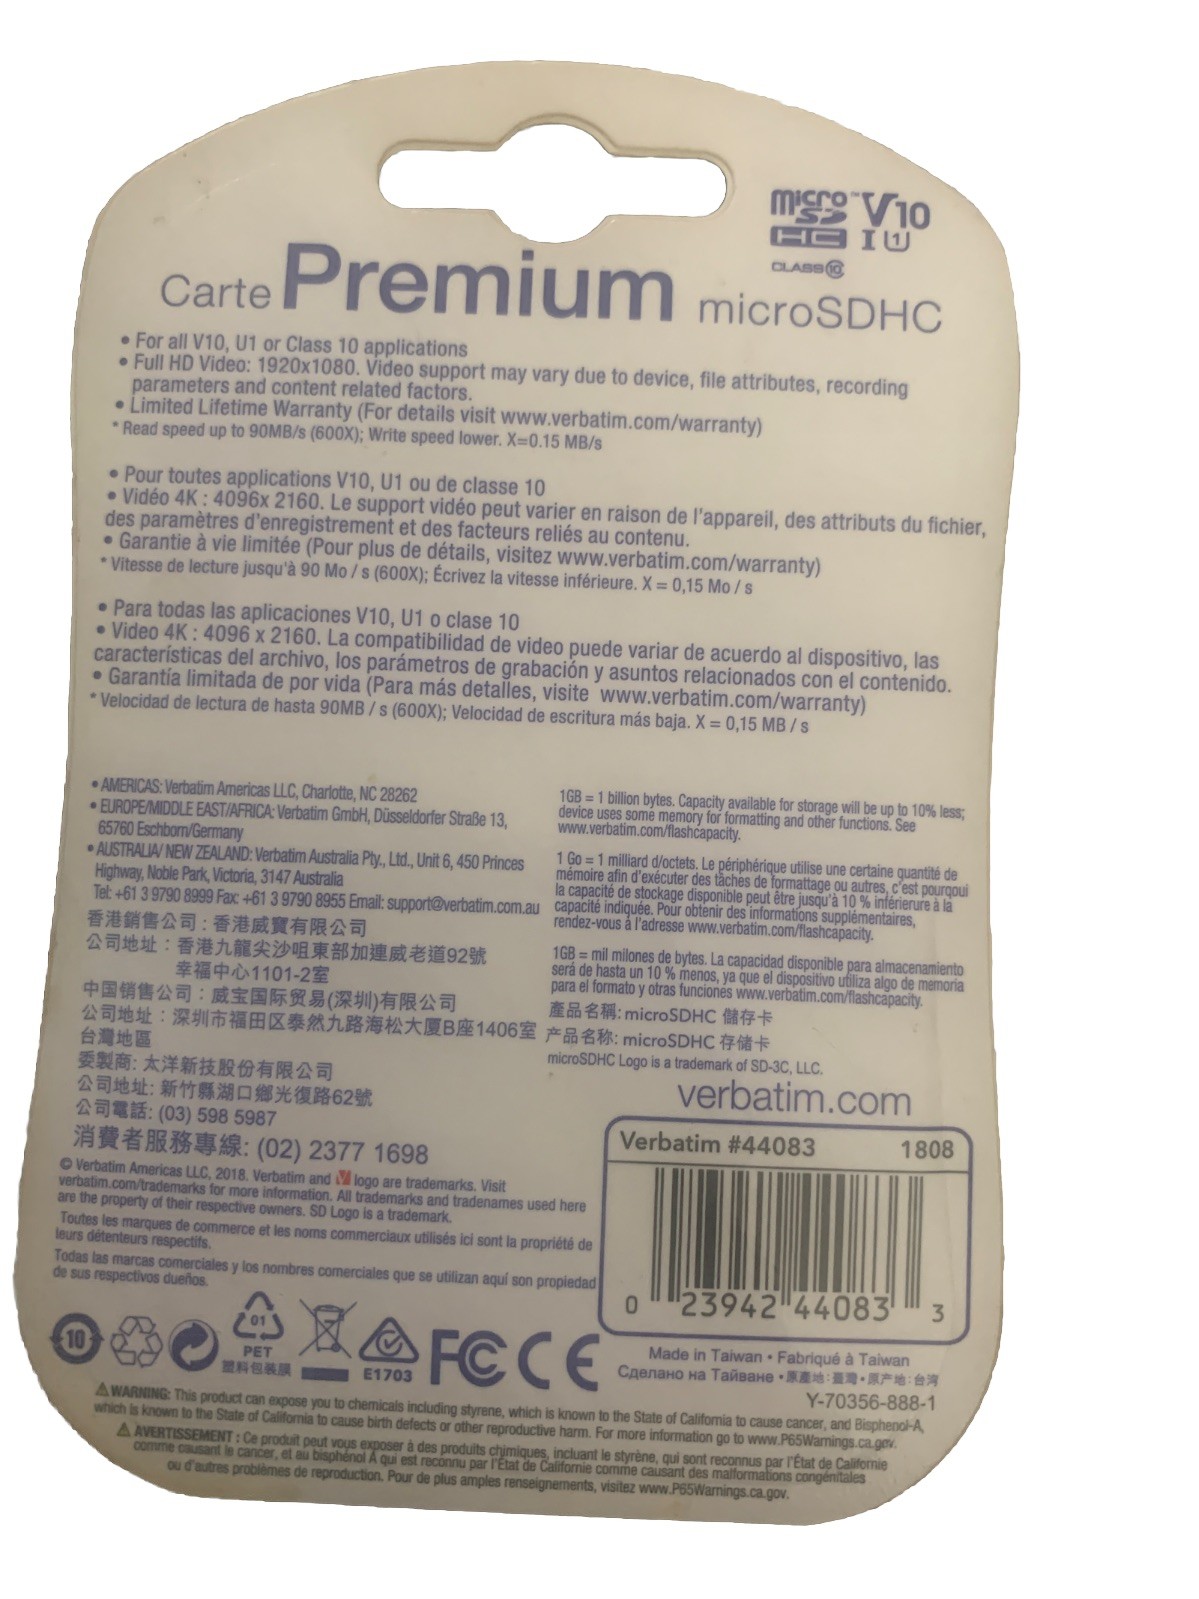 micro SD HC ™ V10
I U1
CLASS 10
Carte Premium microSDHC
• For all V10, U1 or Class 10 applications
• Full HD Video: 1920x1080. Video support may vary due to device, file attributes, recording
parameters and content related factors.
• Limited Lifetime Warranty (For details visit www.verbatim.com/warranty)
* Read speed up to 90MB/s (600X); Write speed lower. X=0.15 MB/s
• Pour toutes applications V10, U1 ou de classe 10
• Vidéo 4K : 4096x 2160. Le support vidéo peut varier en raison de l'appareil, des attributs du fichier,
des paramètres d'enregistrement et des facteurs reliés au contenu.
• Garantie à vie limitée (Pour plus de détails, visitez www.verbatim.com/warranty)
* Vitesse de lecture jusqu'à 90 Mo / s (600X); Écrivez la vitesse inférieure. X = 0,15 Mo / s
• Para todas las aplicaciones V10, U1 o clase 10
• Video 4K : 4096 x 2160. La compatibilidad de video puede variar de acuerdo al dispositivo, las
características del archivo, los parámetros de grabación y asuntos relacionados con el contenido.
• Garantía limitada de por vida (Para más detalles, visite www.verbatim.com/warranty)
* Velocidad de lectura de hasta 90MB / s (600X); Velocidad de escritura más baja. X = 0,15 MB / s
• AMERICAS: Verbatim Americas LLC, Charlotte, NC 28262
• EUROPE/MIDDLE EAST/AFRICA: Verbatim GmbH, Düsseldorfer Straße 13,
65760 Eschborn/Germany
• AUSTRALIA/ NEW ZEALAND: Verbatim Australia Pty., Ltd., Unit 6, 450 Princes
Highway, Noble Park, Victoria, 3147 Australia
Tel: +61 3 9790 8999 Fax: +61 3 9790 8955 Email: support@verbatim.com.au
香港銷售公司 : 香港威寶有限公司
公司地址 : 香港九龍尖沙咀東部加連威老道92號
幸福中心1101-2室
中国销售公司 : 威宝国际贸易(深圳)有限公司
公司地址 : 深圳市福田区泰然九路海松大厦B座1406室
台灣地區
委製商: 太洋新技股份有限公司
公司地址: 新竹縣湖口鄉光復路62號
公司電話: (03) 598 5987
消費者服務專線: (02) 2377 1698
© Verbatim Americas LLC, 2018. Verbatim and V logo are trademarks. Visit
verbatim.com/trademarks for more information. All trademarks and tradenames used here
are the property of their respective owners. SD Logo is a trademark.
Toutes les marques de commerce et les noms commerciaux utilisés ici sont la propriété de
leurs détenteurs respectifs.
Todas las marcas comerciales y los nombres comerciales que se utilizan aquí son propiedad
de sus respectivos dueños.
1GB = 1 billion bytes. Capacity available for storage will be up to 10% less;
device uses some memory for formatting and other functions. See
www.verbatim.com/flashcapacity.
1 Go = 1 milliard d/octets. Le périphérique utilise une certaine quantité de
mémoire afin d'exécuter des tâches de formattage ou autres, c'est pourqoui
la capacité de stockage disponible peut être jusqu'à 10 % inférierure à la
capacité indiquée. Pour obtenir des informations supplémentaires,
rendez-vous á l'adresse www.verbatim.com/flashcapacity.
1GB = mil milones de bytes. La capacidad disponible para almacenamiento
será de hasta un 10 % menos, ya que el dispositivo utiliza algo de memoria
para el formato y otras funciones www.verbatim.com/flashcapacity.
產品名稱: microSDHC 儲存卡
产品名称: microSDHC 存储卡
microSDHC Logo is a trademark of SD-3C, LLC.
verbatim.com
Verbatim #44083 1808
0 23942 44083 3
10
01
PET
塑料包裝膜
E1703
FC CE
Made in Taiwan • Fabriqué à Taiwan
Сделано на Тайване • 原產地:臺灣 • 原产地:台湾
Y-70356-888-1
⚠WARNING: This product can expose you to chemicals including styrene, which is known to the State of California to cause cancer, and Bisphenol-A,
which is known to the State of California to cause birth defects or other reproductive harm. For more information go to www.P65Warnings.ca.gov.
⚠AVERTISSEMENT : Ce produit peut vous exposer à des produits chimiques, incluant le styrène, qui sont reconnus par l'État de Californie
comme causant le cancer, et au bisphénol A qui est reconnu par l'État de Californie comme causant des malformations congénitales
ou d'autres problèmes de reproduction. Pour de plus amples renseignements, visitez www.P65Warnings.ca.gov.